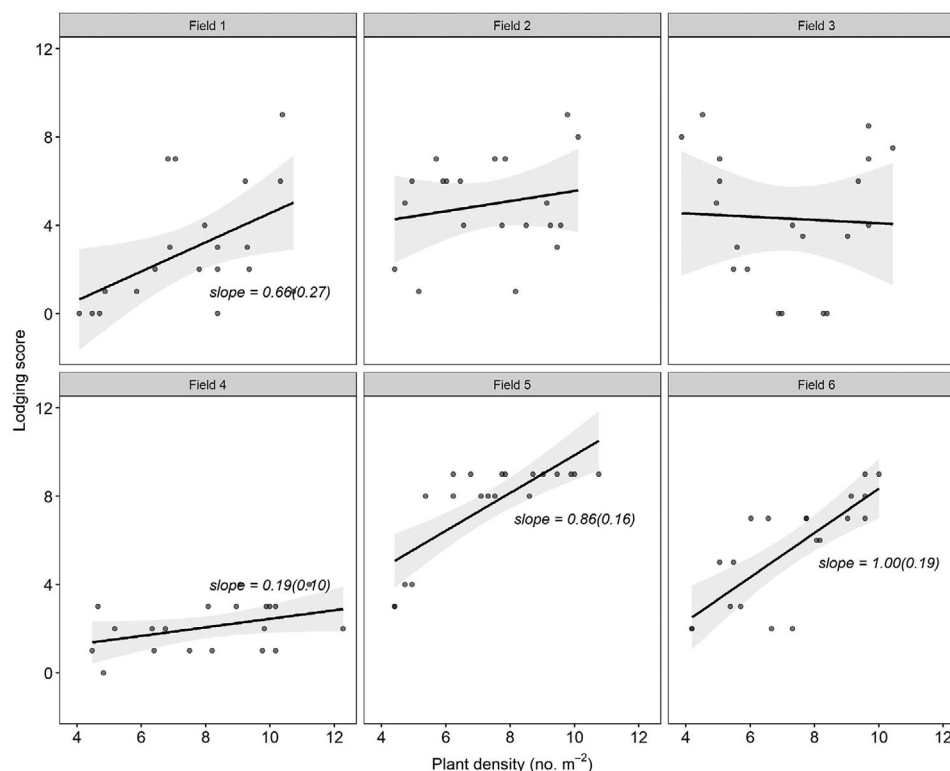 Field 1
Field 2
Field 3
12
8
4
0
slope = 0.66(0.27)
Lodging score
Field 4
Field 5
Field 6
12
8
4
0
slope = 0.19(0.10)
slope = 0.86(0.16)
slope = 1.00(0.19)
4 6 8 10 12
4 6 8 10 12
4 6 8 10 12
Plant density (no. m⁻²)